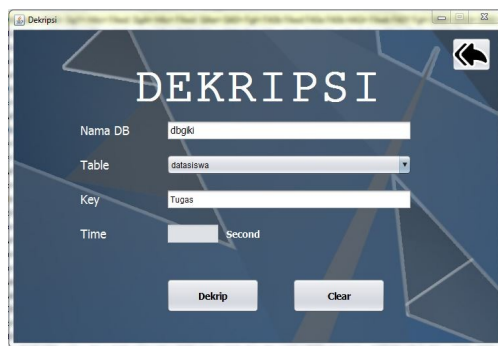 Dekripsi
DEKRIPSI
Nama DB dbgiki
Table datasiswa
Key Tugas
Time Second
Dekrip Clear